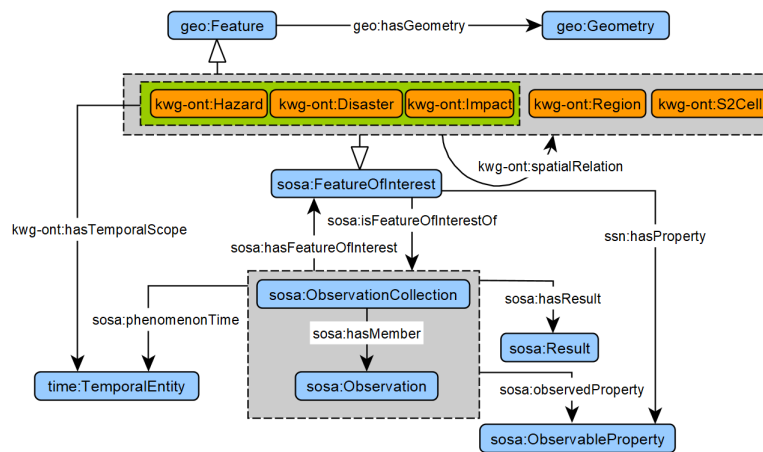 geo:Feature
geo:hasGeometry
geo:Geometry
kwg-ont:Hazard
kwg-ont:Disaster
kwg-ont:Impact
kwg-ont:Region
kwg-ont:S2Cell
kwg-ont:spatialRelation
sosa:FeatureOfInterest
sosa:isFeatureOfInterestOf
kwg-ont:hasTemporalScope
ssn:hasProperty
sosa:hasFeatureOfInterest
sosa:ObservationCollection
sosa:hasResult
sosa:phenomenonTime
sosa:hasMember
sosa:Result
time:TemporalEntity
sosa:Observation
sosa:observedProperty
sosa:ObservableProperty